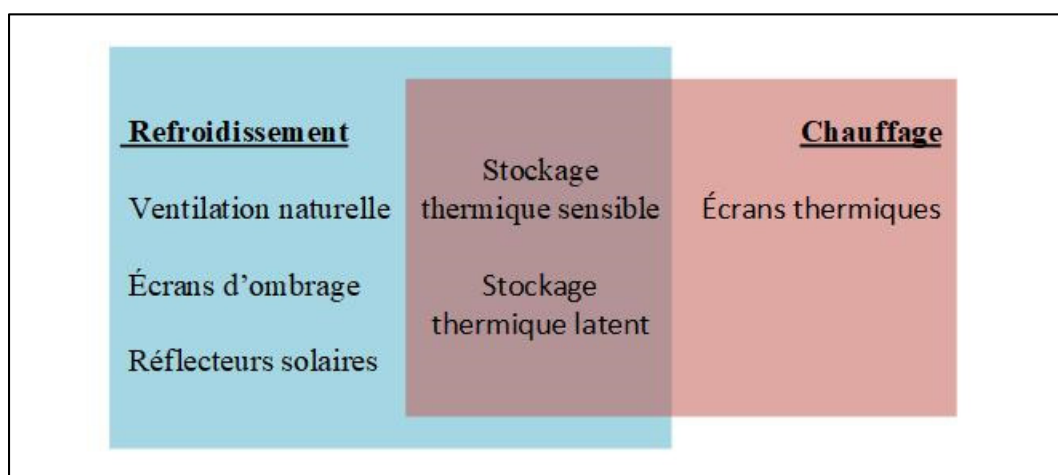 Refroidissement
Ventilation naturelle
Écrans d’ombrage
Réflecteurs solaires
Stockage
thermique sensible
Stockage
thermique latent
Chauffage
Écrans thermiques